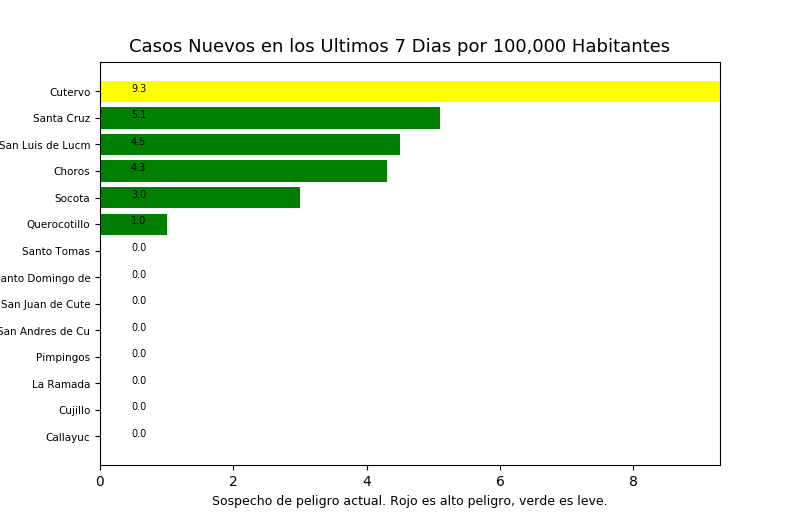 Casos Nuevos en los Ultimos 7 Dias por 100,000 Habitantes
Cutervo 9.3
Santa Cruz 5.1
San Luis de Lucm 4.5
Choros 4.3
Socota 3.0
Querocotillo 1.0
Santo Tomas 0.0
anto Domingo de 0.0
San Juan de Cute 0.0
San Andres de Cu 0.0
Pimpingos 0.0
La Ramada 0.0
Cujillo 0.0
Callayuc 0.0
0 2 4 6 8
Sospecho de peligro actual. Rojo es alto peligro, verde es leve.